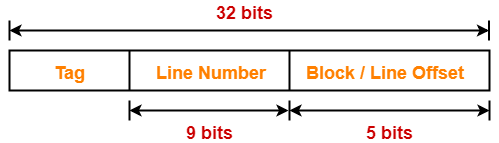 32 bits
Tag
Line Number
Block / Line Offset
9 bits
5 bits